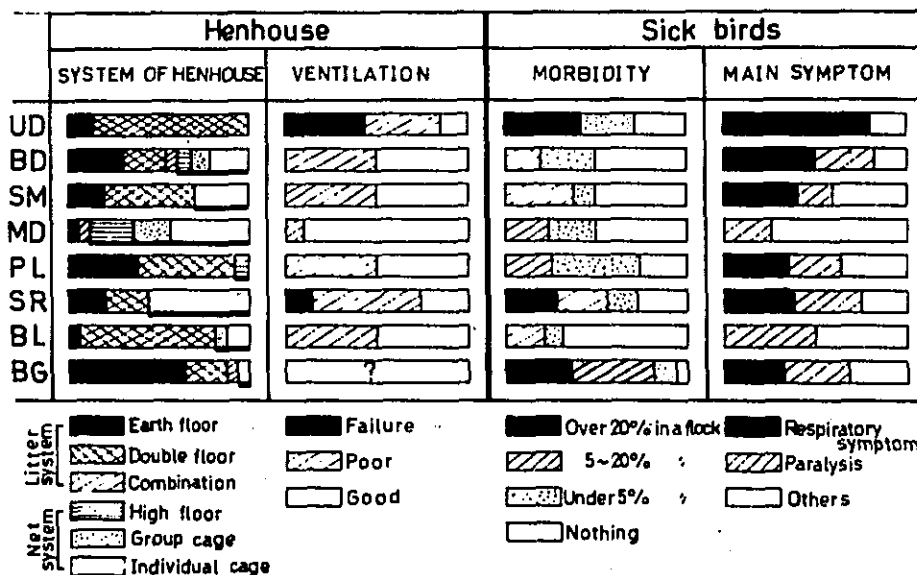 Henhouse Sick birds
SYSTEM OF HENHOUSE VENTILATION MORBIDITY MAIN SYMPTOM
UD
BD
SM
MD
PL
SR
BL
BG ?
Litter system
Earth floor
Double floor
Combination
Net system
High floor
Group cage
Individual cage
Failure
Poor
Good
Over 20% in a flock
5~20% "
Under 5% "
Nothing
Respiratory symptom
Paralysis
Others